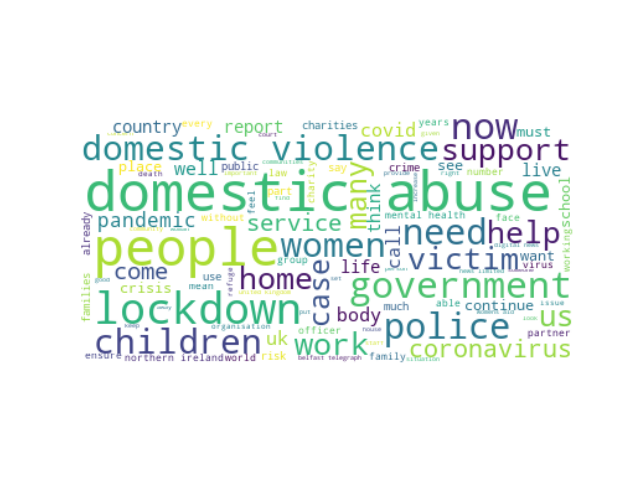 country every report charities covid years now must
domestic violence support
place well public law say crime see number live
death part
domestic abuse
already pandemic without service feel charity many think mental health face working school
people women call need help
families come group victim want
crisis use mean refuge home life case virus
lockdown government
much able continue issue
body us
organisation officer house police partner
children uk work coronavirus
ensure northern ireland world risk belfast telegraph family situation